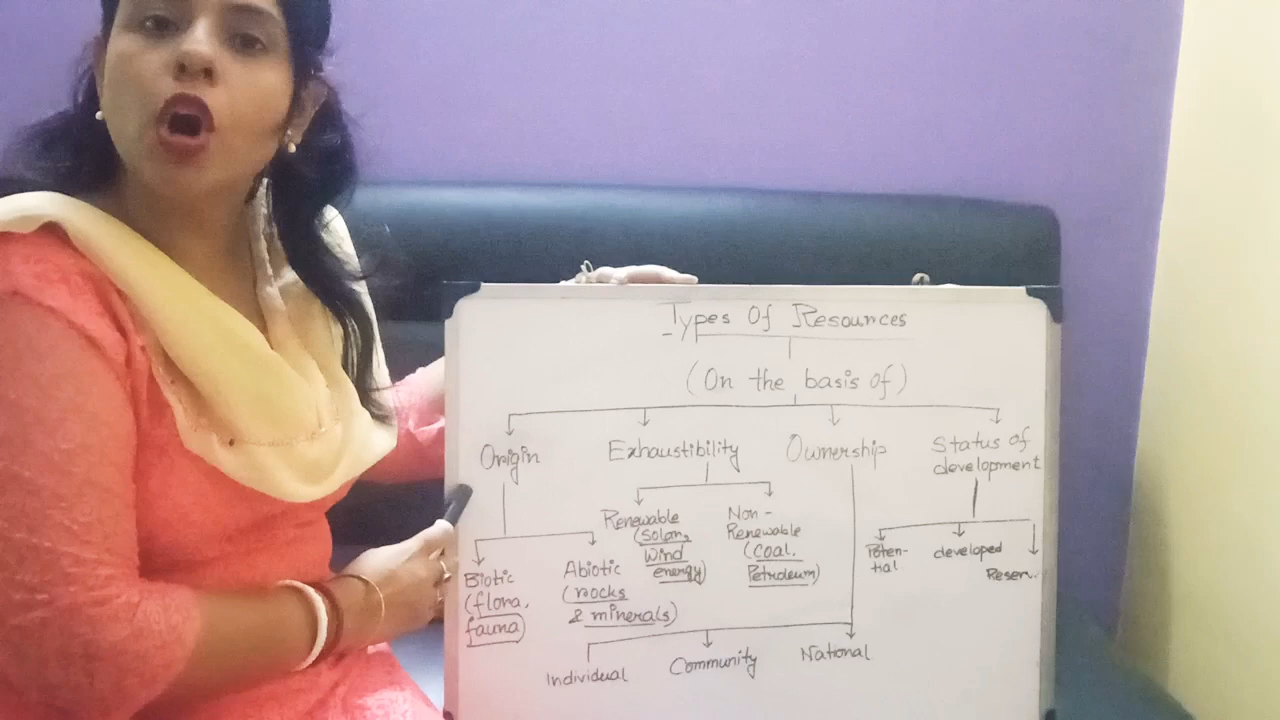 Types Of Resources
(On the basis of)
Origin
Exhaustibility
Ownership
Status of
development
Biotic
(flora,
fauna)
Abiotic
(rocks
& minerals)
Renewable
(Solar,
Wind
energy)
Non-
Renewable
(Coal,
Petroleum)
Individual
Community
National
Poten-
tial
developed